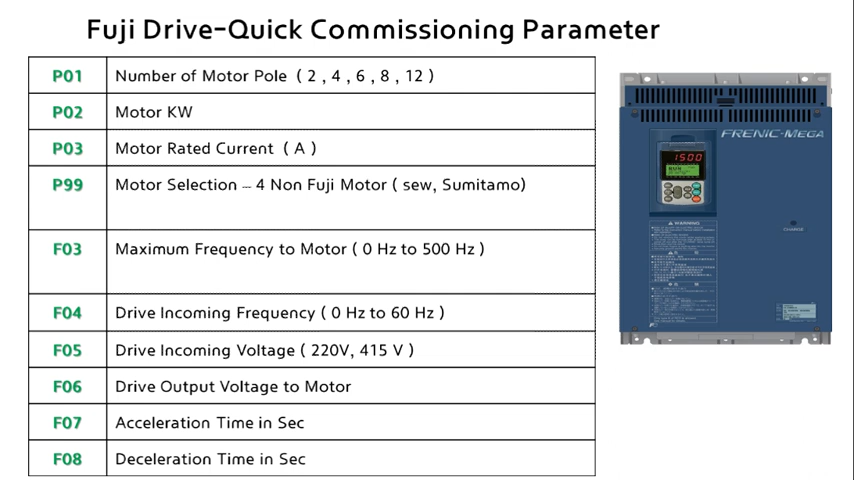 Fuji Drive-Quick Commissioning Parameter
P01 Number of Motor Pole ( 2 , 4 , 6 , 8 , 12 )
P02 Motor KW
P03 Motor Rated Current ( A )
P99 Motor Selection – 4 Non Fuji Motor ( sew, Sumitamo)
F03 Maximum Frequency to Motor ( 0 Hz to 500 Hz )
F04 Drive Incoming Frequency ( 0 Hz to 60 Hz )
F05 Drive Incoming Voltage ( 220V, 415 V )
F06 Drive Output Voltage to Motor
F07 Acceleration Time in Sec
F08 Deceleration Time in Sec
FRENIC-MEGA
1500
RUN
WARNING